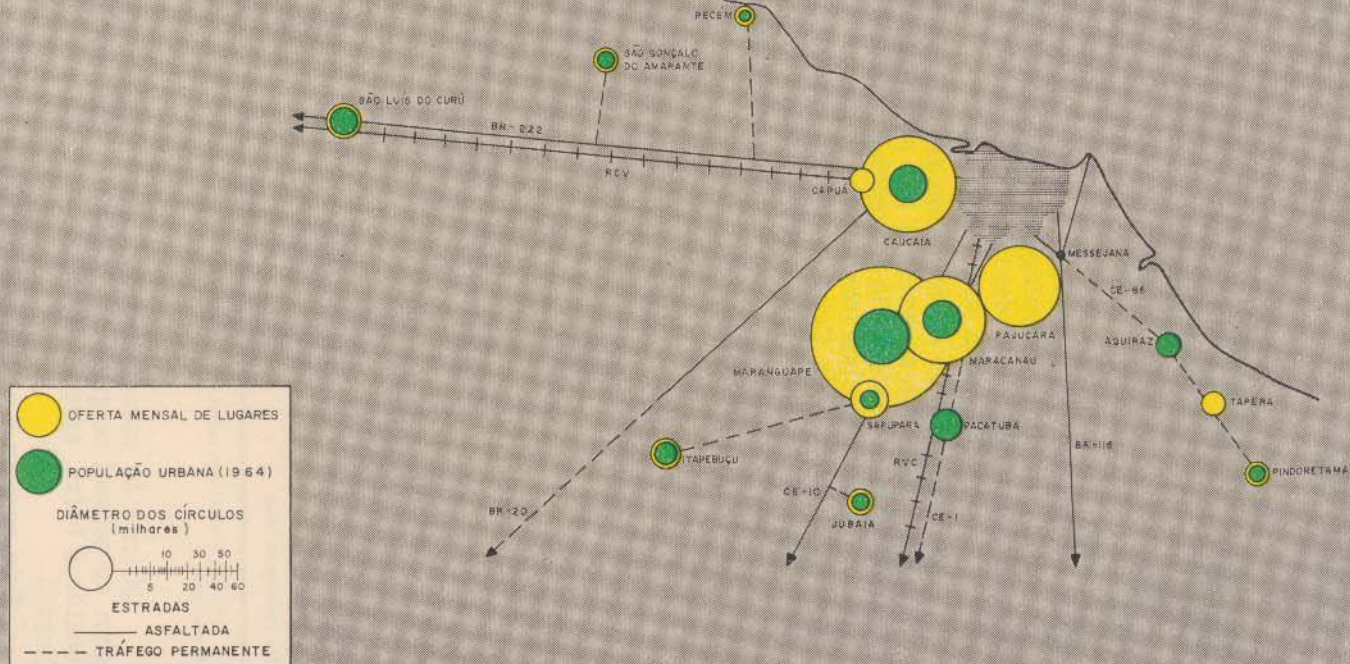 PECÉM
SÃO GONÇALO
DO AMARANTE
SÃO LUIS DO CURÚ
BR-222
RCV
CAPUÁ
CAUCAIA
MESSEJANA
CE-86
PAJUÇARA
AQUIRAZ
MARACANAÚ
MARANGUAPE
TAPERA
SAPUPARA
PACATUBA
BR-116
ITAPEBUÇU
RVC
PINDORETAMA
CE-10
BR-20
JUBAIA
CE-1
OFERTA MENSAL DE LUGARES
POPULAÇÃO URBANA (1964)
DIÂMETRO DOS CÍRCULOS
(milhares)
10 30 50
5 20 40 60
ESTRADAS
ASFALTADA
TRÁFEGO PERMANENTE